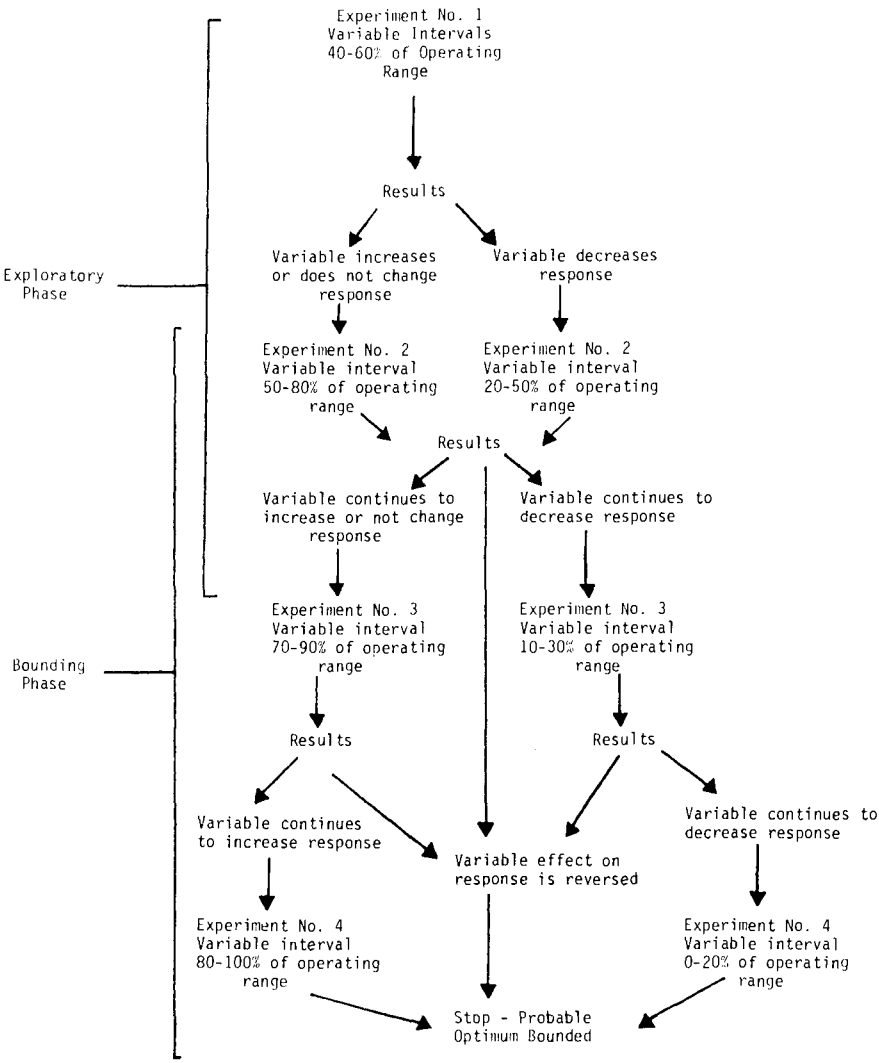 Experiment No. 1
Variable Intervals
40-60% of Operating
Range
Results
Variable increases
or does not change
response
Variable decreases
response
Exploratory
Phase
Experiment No. 2
Variable interval
50-80% of operating
range
Experiment No. 2
Variable interval
20-50% of operating
range
Results
Variable continues to
increase or not change
response
Variable continues to
decrease response
Experiment No. 3
Variable interval
70-90% of operating
range
Experiment No. 3
Variable interval
10-30% of operating
range
Bounding
Phase
Results
Results
Variable continues
to increase response
Variable continues to
decrease response
Variable effect on
response is reversed
Experiment No. 4
Variable interval
80-100% of operating
range
Experiment No. 4
Variable interval
0-20% of operating
range
Stop - Probable
Optimum Bounded